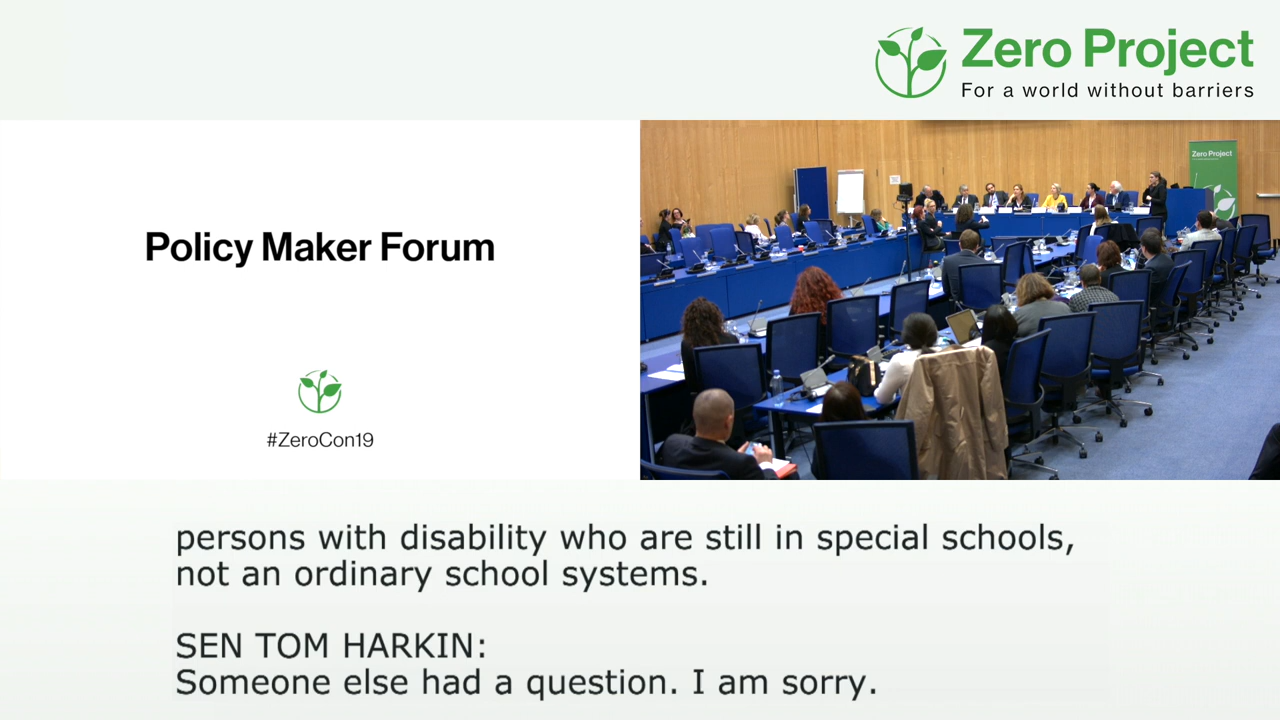 Zero Project
For a world without barriers
Policy Maker Forum
#ZeroCon19
Zero Project
persons with disability who are still in special schools,
not an ordinary school systems.
SEN TOM HARKIN:
Someone else had a question. I am sorry.